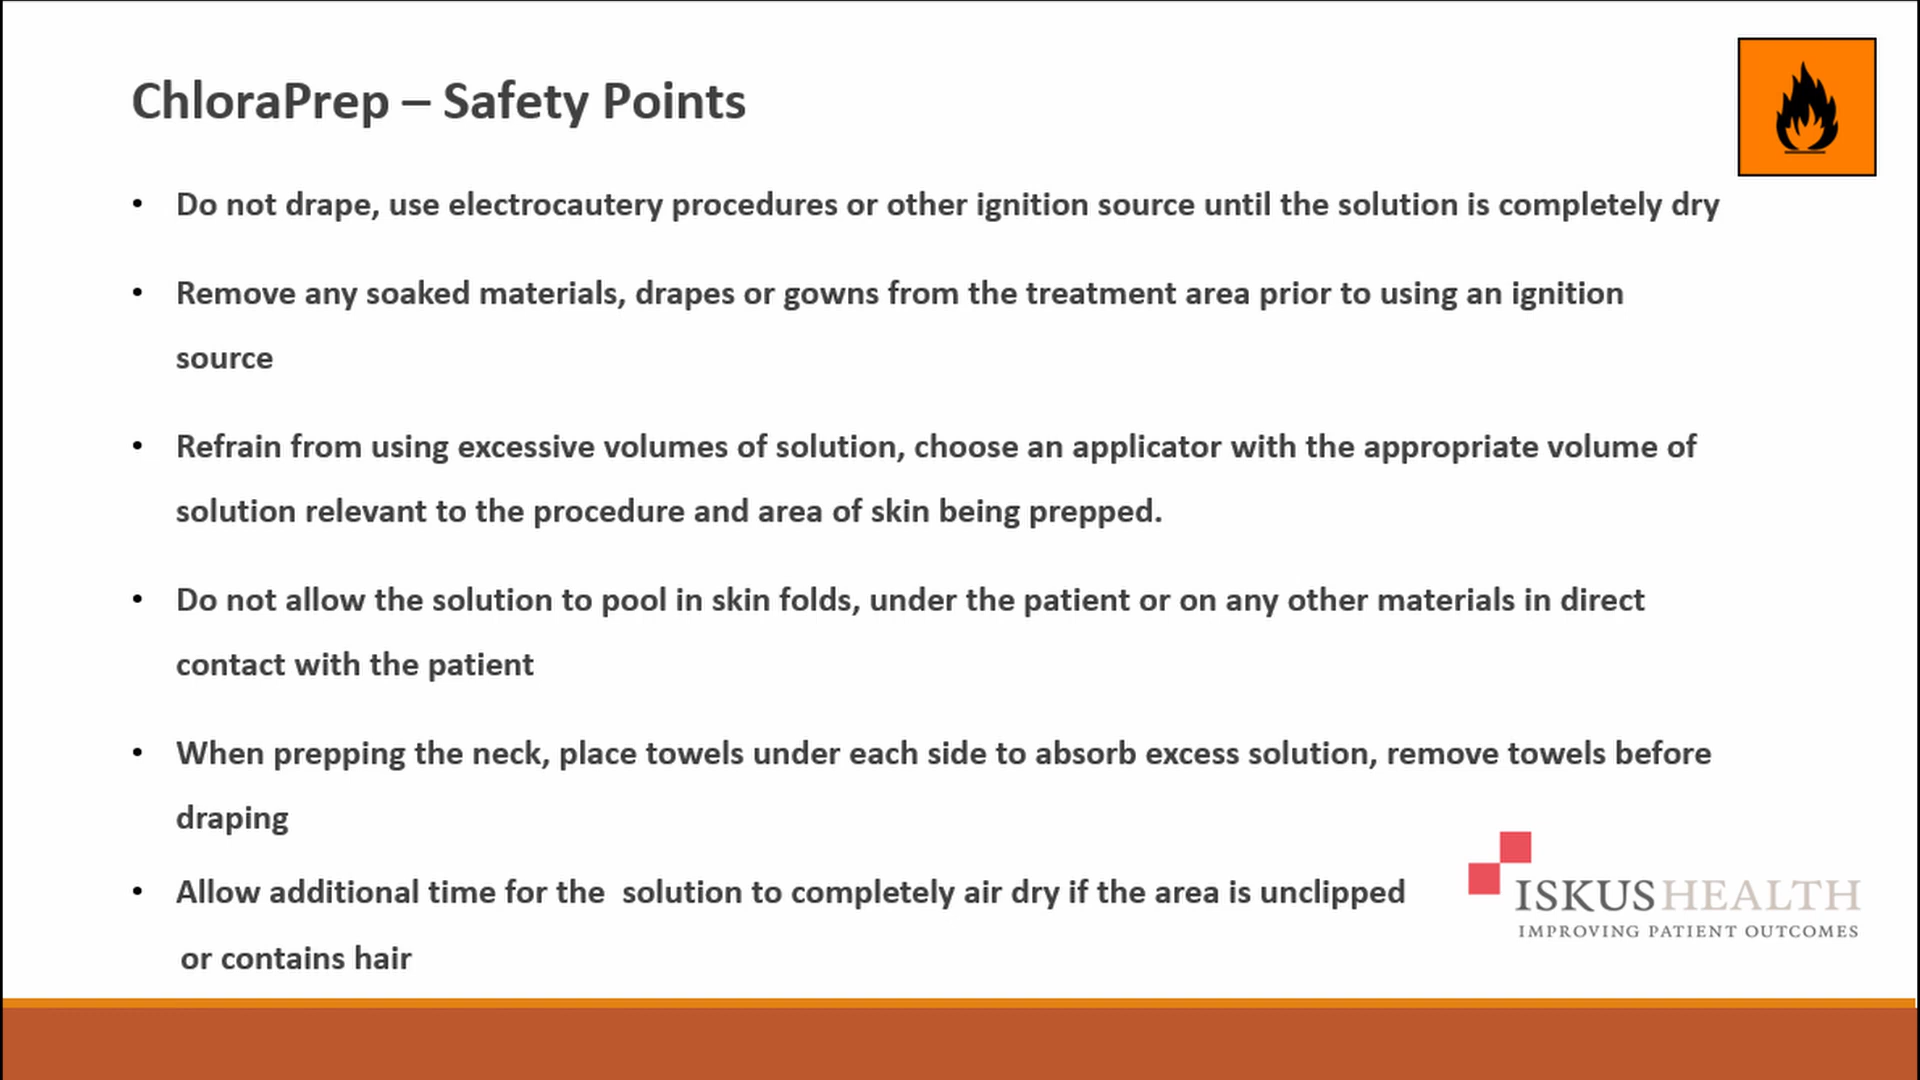 ChloraPrep – Safety Points
• Do not drape, use electrocautery procedures or other ignition source until the solution is completely dry
• Remove any soaked materials, drapes or gowns from the treatment area prior to using an ignition
source
• Refrain from using excessive volumes of solution, choose an applicator with the appropriate volume of
solution relevant to the procedure and area of skin being prepped.
• Do not allow the solution to pool in skin folds, under the patient or on any other materials in direct
contact with the patient
• When prepping the neck, place towels under each side to absorb excess solution, remove towels before
draping
• Allow additional time for the  solution to completely air dry if the area is unclipped
or contains hair
ISKUSHEALTH
IMPROVING PATIENT OUTCOMES